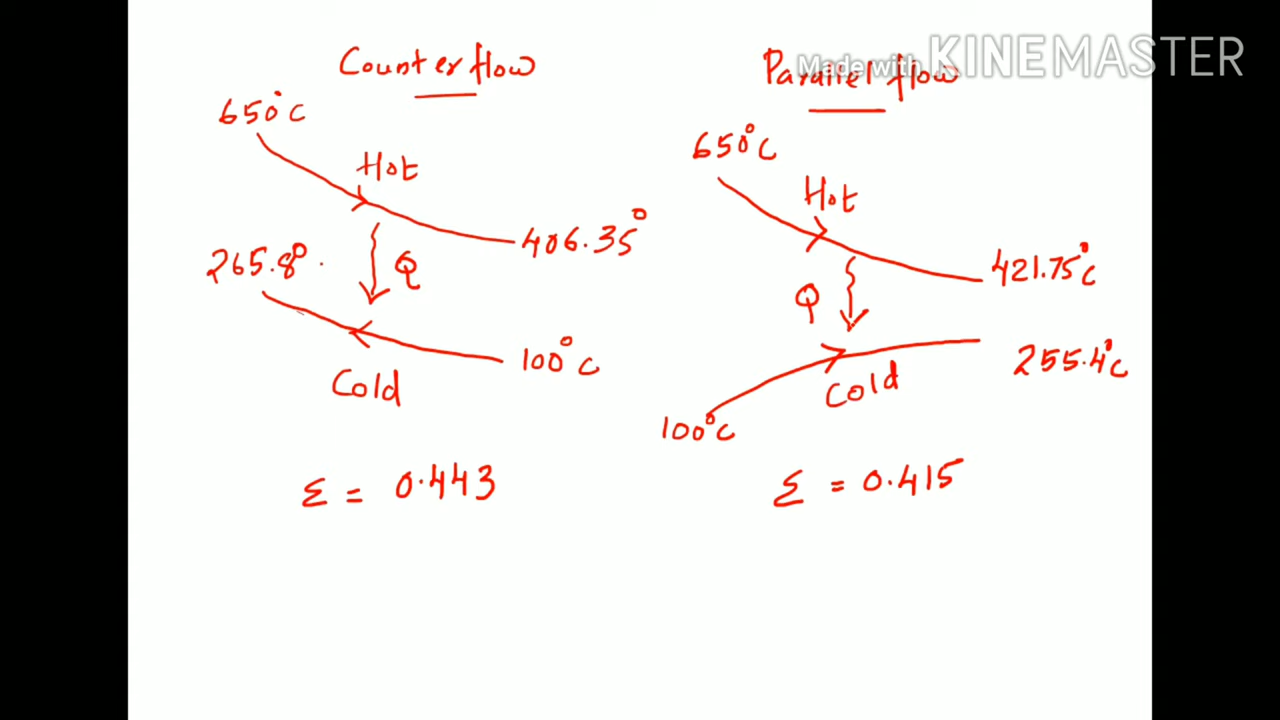 Counter flow
650°C
Hot
406.35°
265.8°
Q
100°C
Cold
Σ = 0.443
Parallel flow
Made with KINEMASTER
650°C
Hot
421.75°C
Q
255.4°C
Cold
100°C
Σ = 0.415